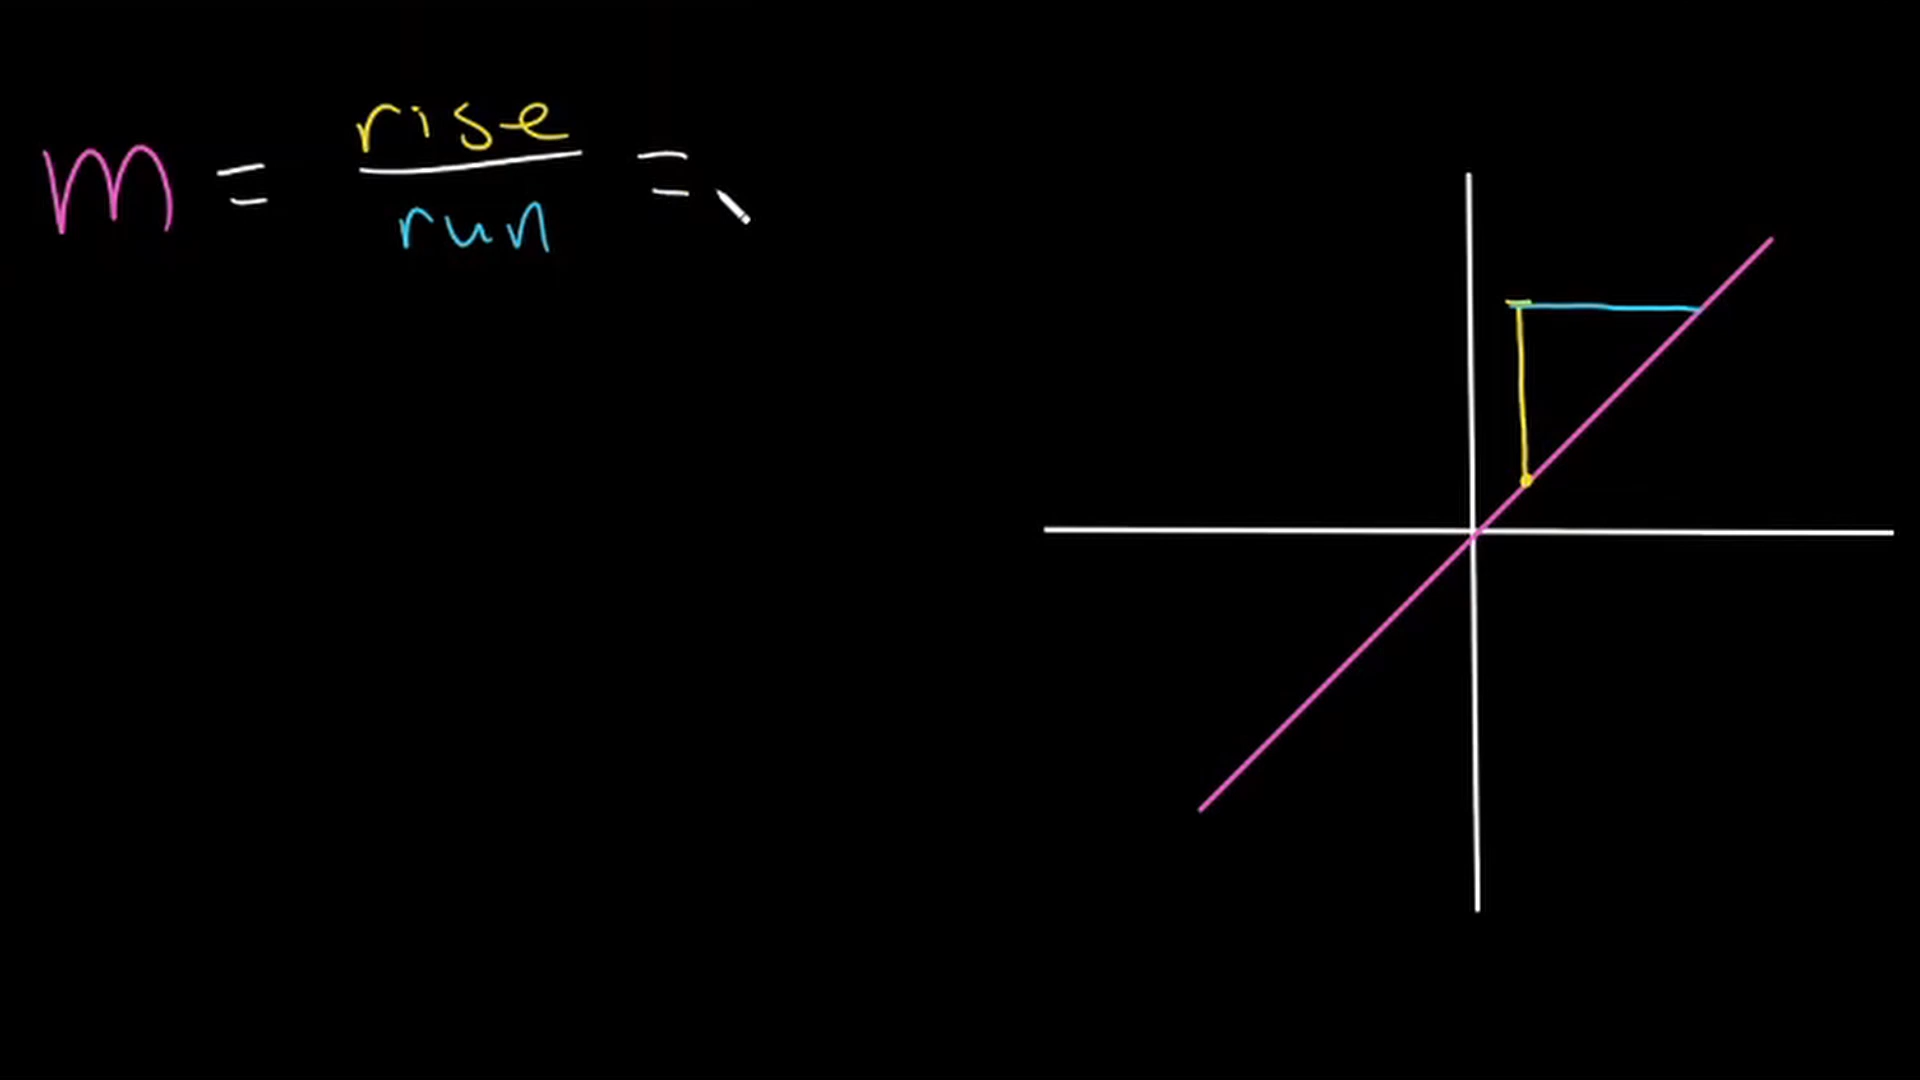 m = rise/run =